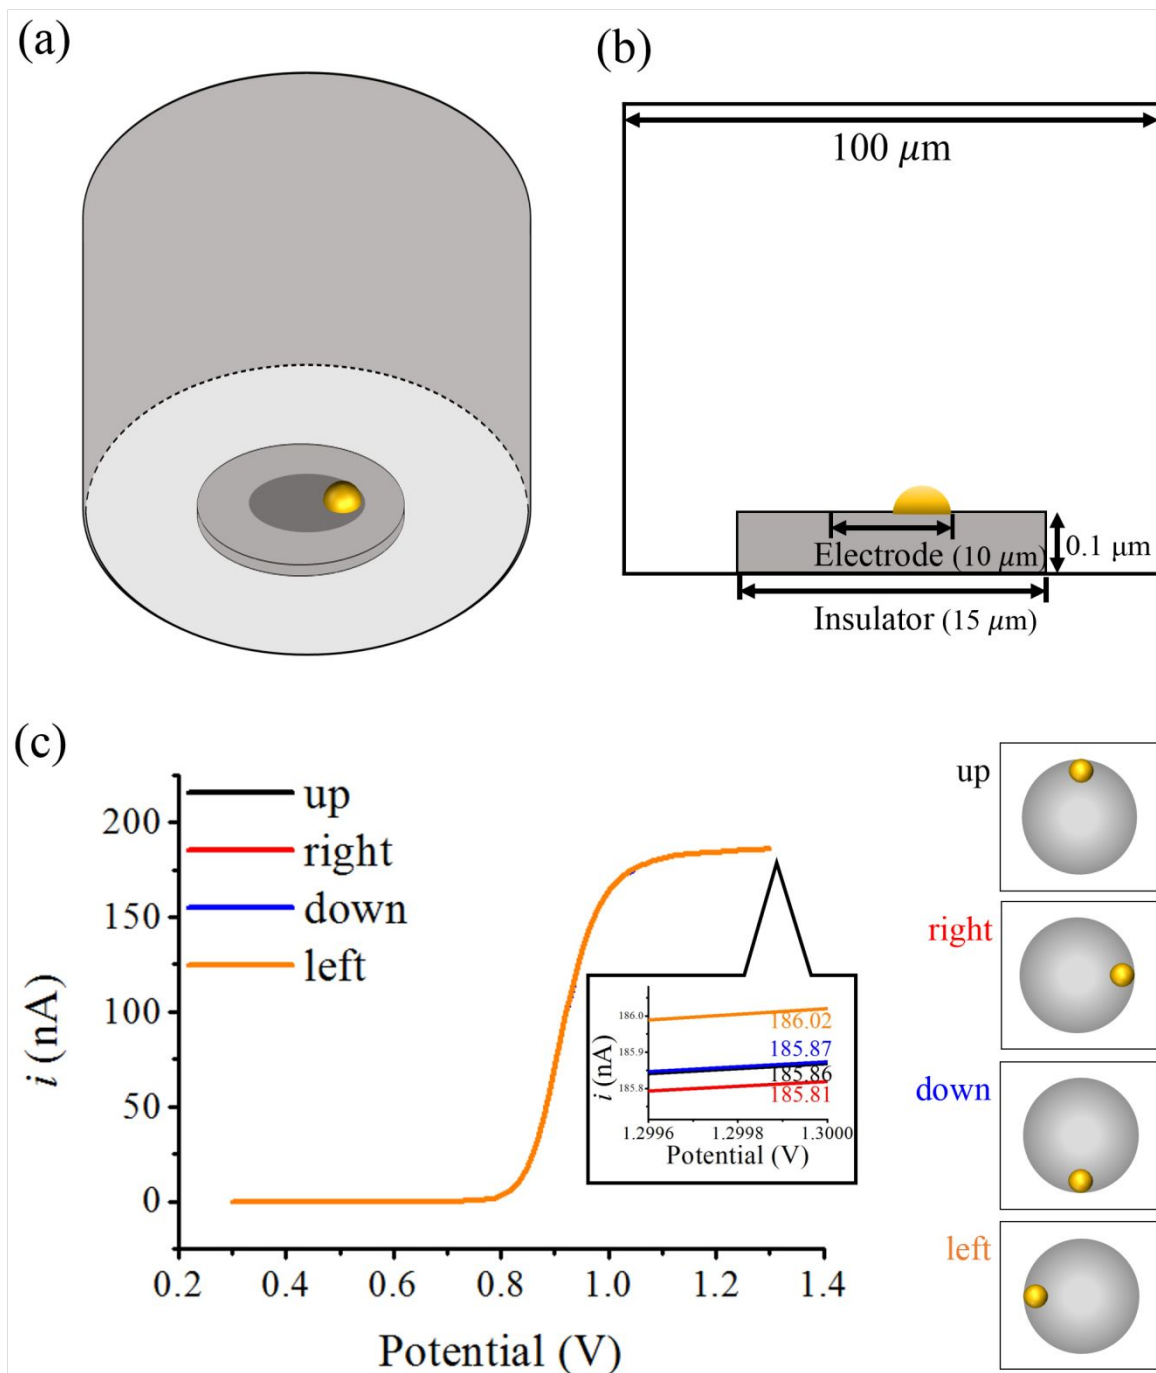 (a)
(b)
100 μm
Electrode (10 μm)
0.1 μm
Insulator (15 μm)
(c)
up
right
down
left
200
150
100
50
0
i (nA)
0.2 0.4 0.6 0.8 1.0 1.2 1.4
Potential (V)
186.0
185.9
185.8
i (nA)
186.02
185.87
185.86
185.81
1.2996 1.2998 1.3000
Potential (V)
up
right
down
left